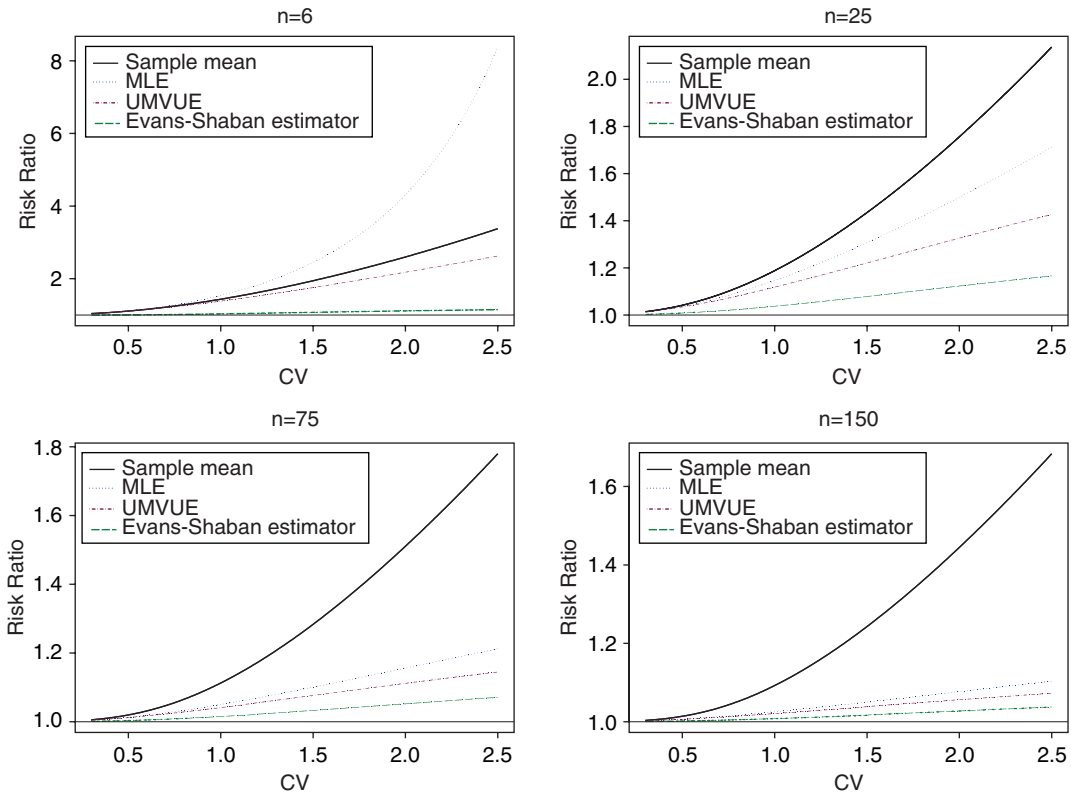 n=6
Sample mean
MLE
UMVUE
Evans-Shaban estimator
Risk Ratio
8
6
4
2
0.5 1.0 1.5 2.0 2.5
CV
n=25
Sample mean
MLE
UMVUE
Evans-Shaban estimator
Risk Ratio
2.0
1.8
1.6
1.4
1.2
1.0
0.5 1.0 1.5 2.0 2.5
CV
n=75
Sample mean
MLE
UMVUE
Evans-Shaban estimator
Risk Ratio
1.8
1.6
1.4
1.2
1.0
0.5 1.0 1.5 2.0 2.5
CV
n=150
Sample mean
MLE
UMVUE
Evans-Shaban estimator
Risk Ratio
1.6
1.4
1.2
1.0
0.5 1.0 1.5 2.0 2.5
CV